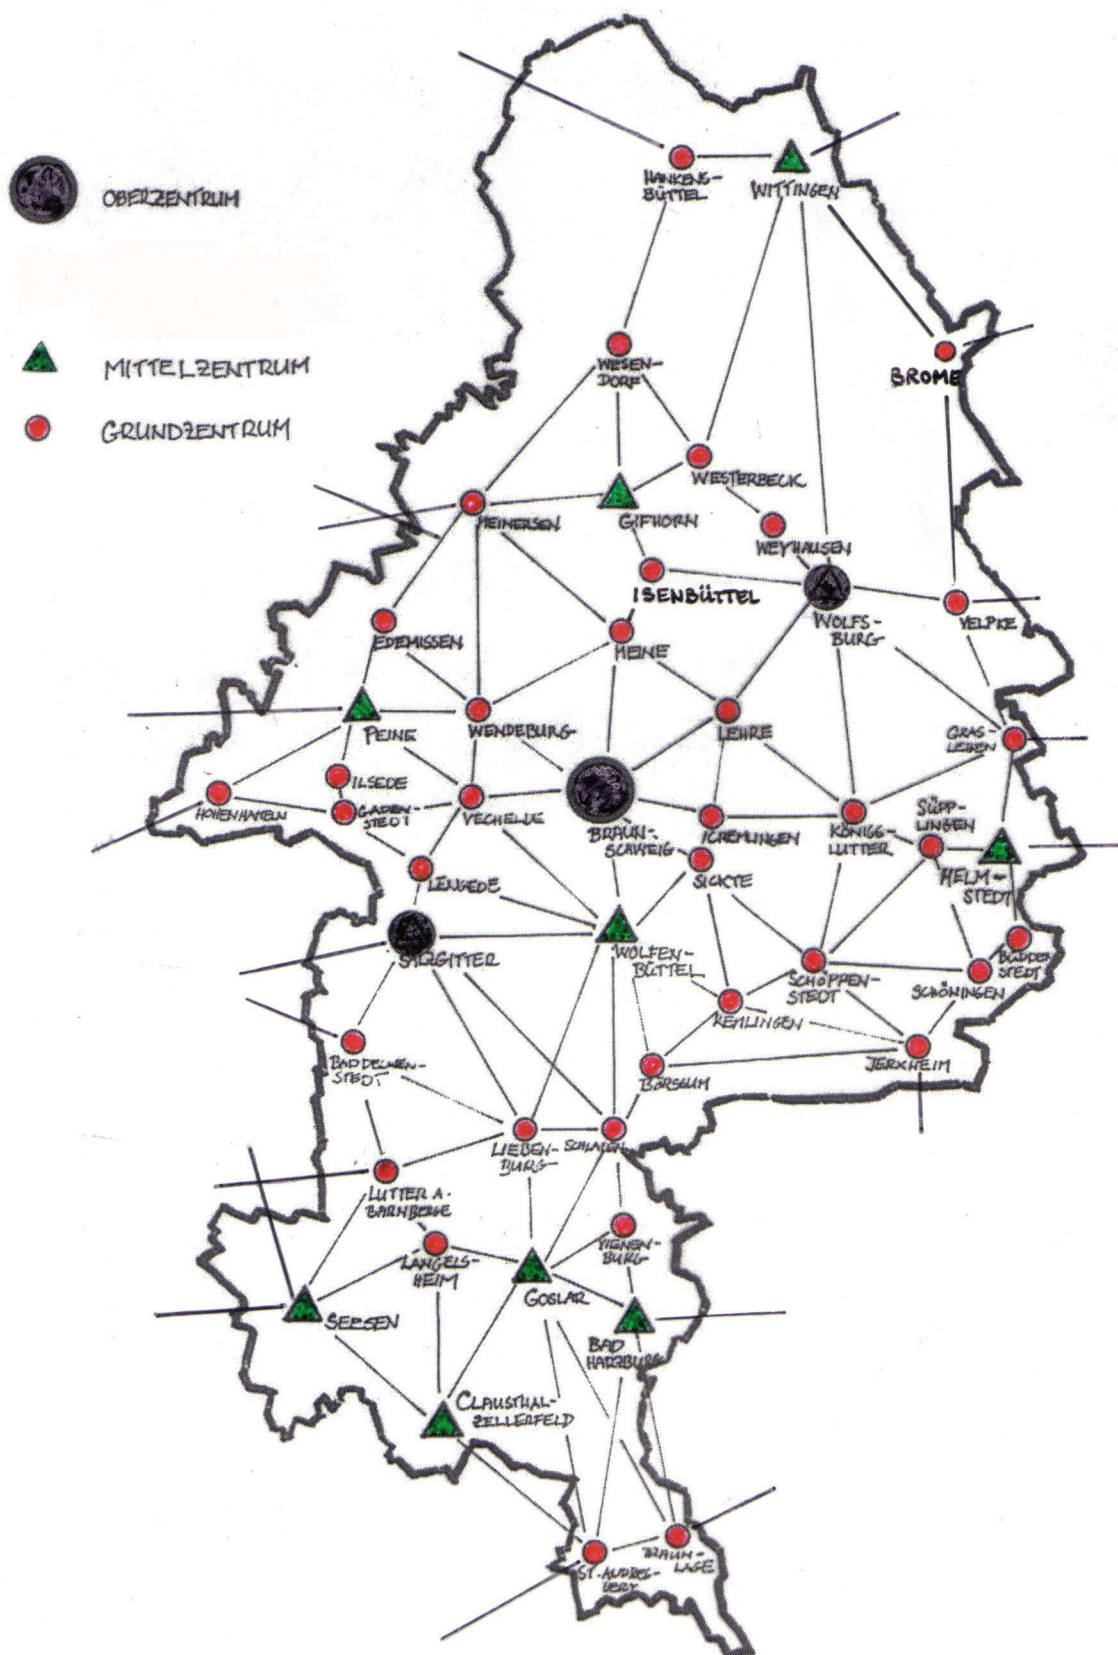 OBERZENTRUM
MITTELZENTRUM
GRUNDZENTRUM
HANKENS-
BÜTTEL
WITTINGEN
WESEN-
DORF
BROME
WESTERBECK
MEINERSEN
GIFHORN
WEYHAUSEN
ISENBÜTTEL
WOLFS-
BURG
VELPKE
EDEMISSEN
MEINE
PEINE
WENDEBURG
LEHRE
GRAS-
LEBEN
ILSEDE
HOHENHAMELN
GADEN-
STEDT
VECHELDE
BRAUN-
SCHWEIG
CREMLINGEN
KÖNIGS-
LUTTER
SÜPP-
LINGEN
HELM-
STEDT
LENGEDE
SICKTE
SALZGITTER
WOLFEN-
BÜTTEL
SCHÖPPEN-
STEDT
SCHÖNINGEN
BÜDDEN
STEDT
REMLINGEN
BADDECKEN-
STEDT
BÖRSSUM
JERXHEIM
LIEBEN-
BURG
SCHLADEN
LUTTER A.
BARNBERGE
LANGELS-
HEIM
VIENEN-
BURG
GOSLAR
SEESEN
BAD
HARZBURG
CLAUSTHAL-
ZELLERFELD
ST. ANDREAS-
BERG
BRAUN-
LAGE